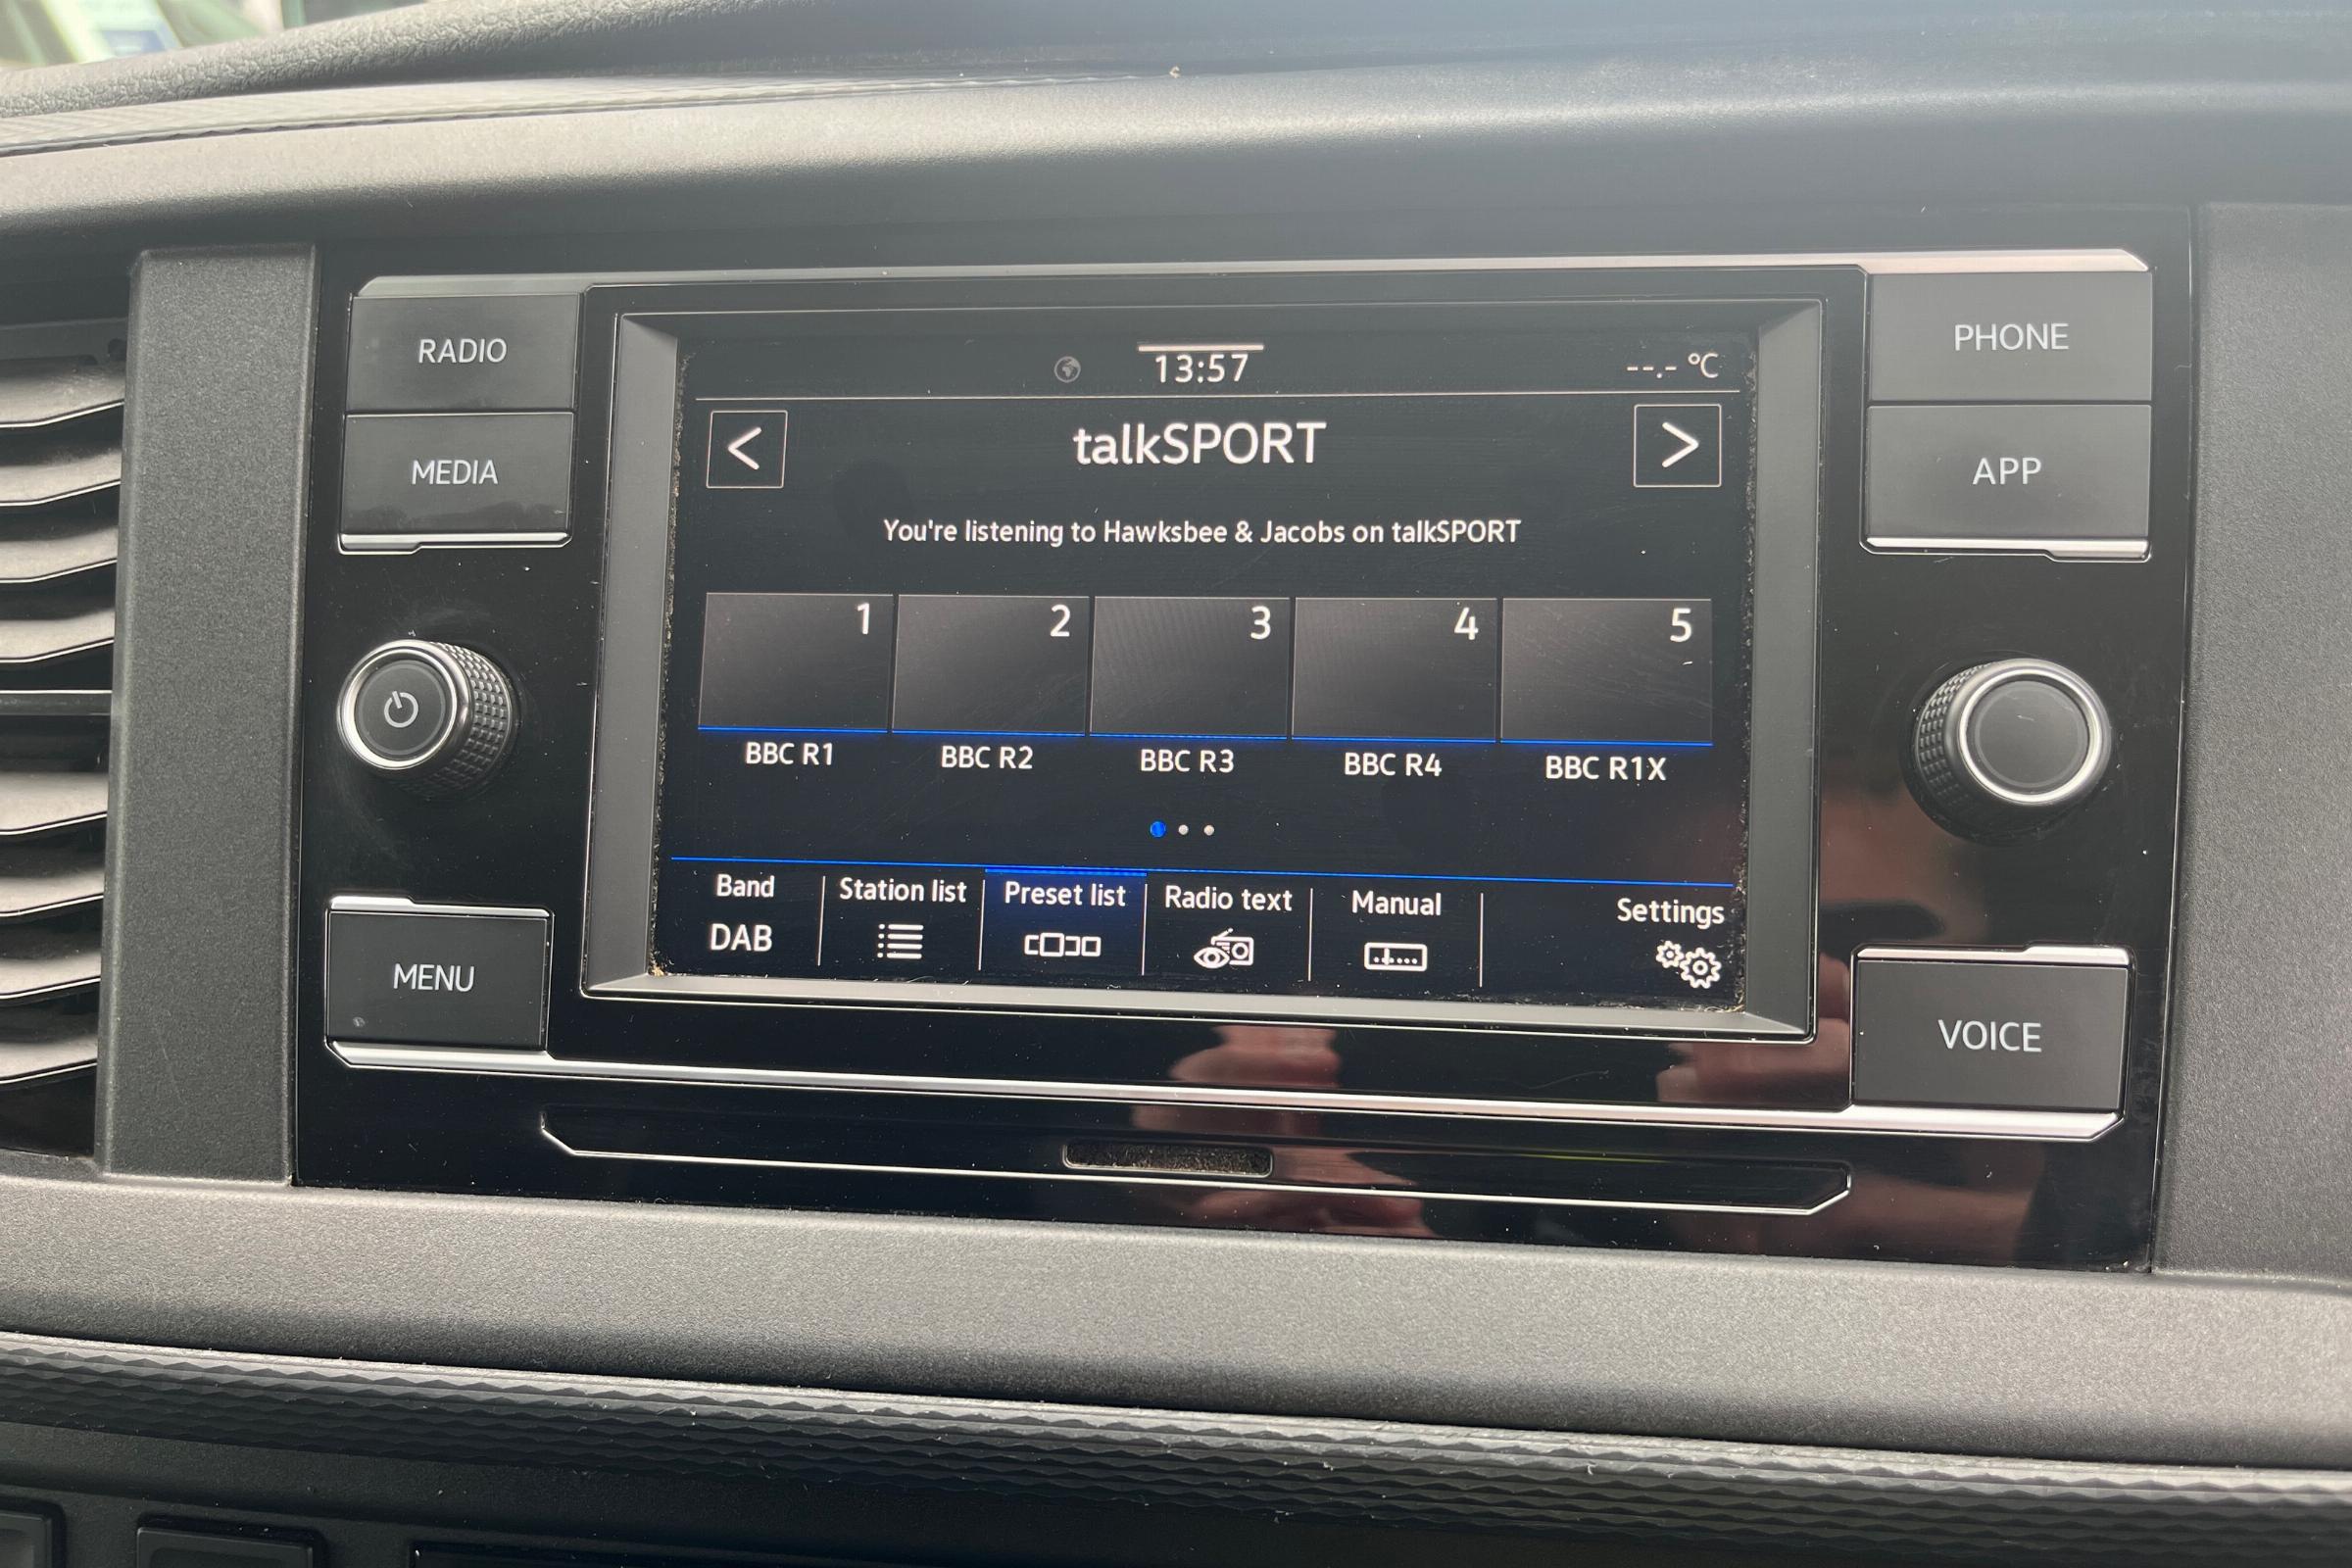 RADIO
MEDIA
MENU
13:57
--.- °C
<
talkSPORT
>
You're listening to Hawksbee & Jacobs on talkSPORT
1 2 3 4 5
BBC R1 BBC R2 BBC R3 BBC R4 BBC R1X
Band Station list Preset list Radio text Manual Settings
DAB
PHONE
APP
VOICE